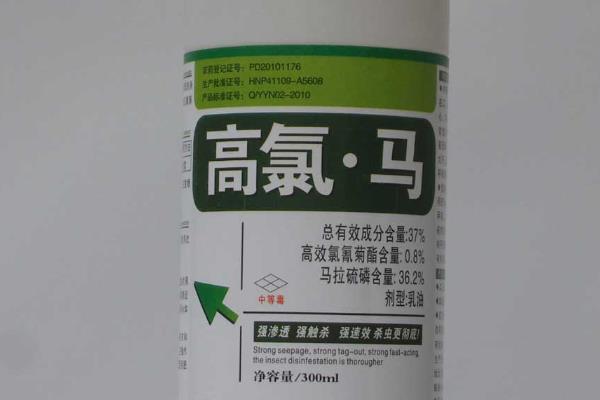 农药登记证号：PD20101176
生产批准证号：HNP41109-A5608
产品标准证号：Q/YYN02-2010
高氯·马
总有效成分含量:37%
高效氯氰菊酯含量: 0.8%
马拉硫磷含量: 36.2%
剂型:乳油
中等毒
强渗透 强触杀 强速效 杀虫更彻底!
Strong seepage, strong tag-out, strong fast-acting,
the insect disinfestation is thorougher
净容量/300ml